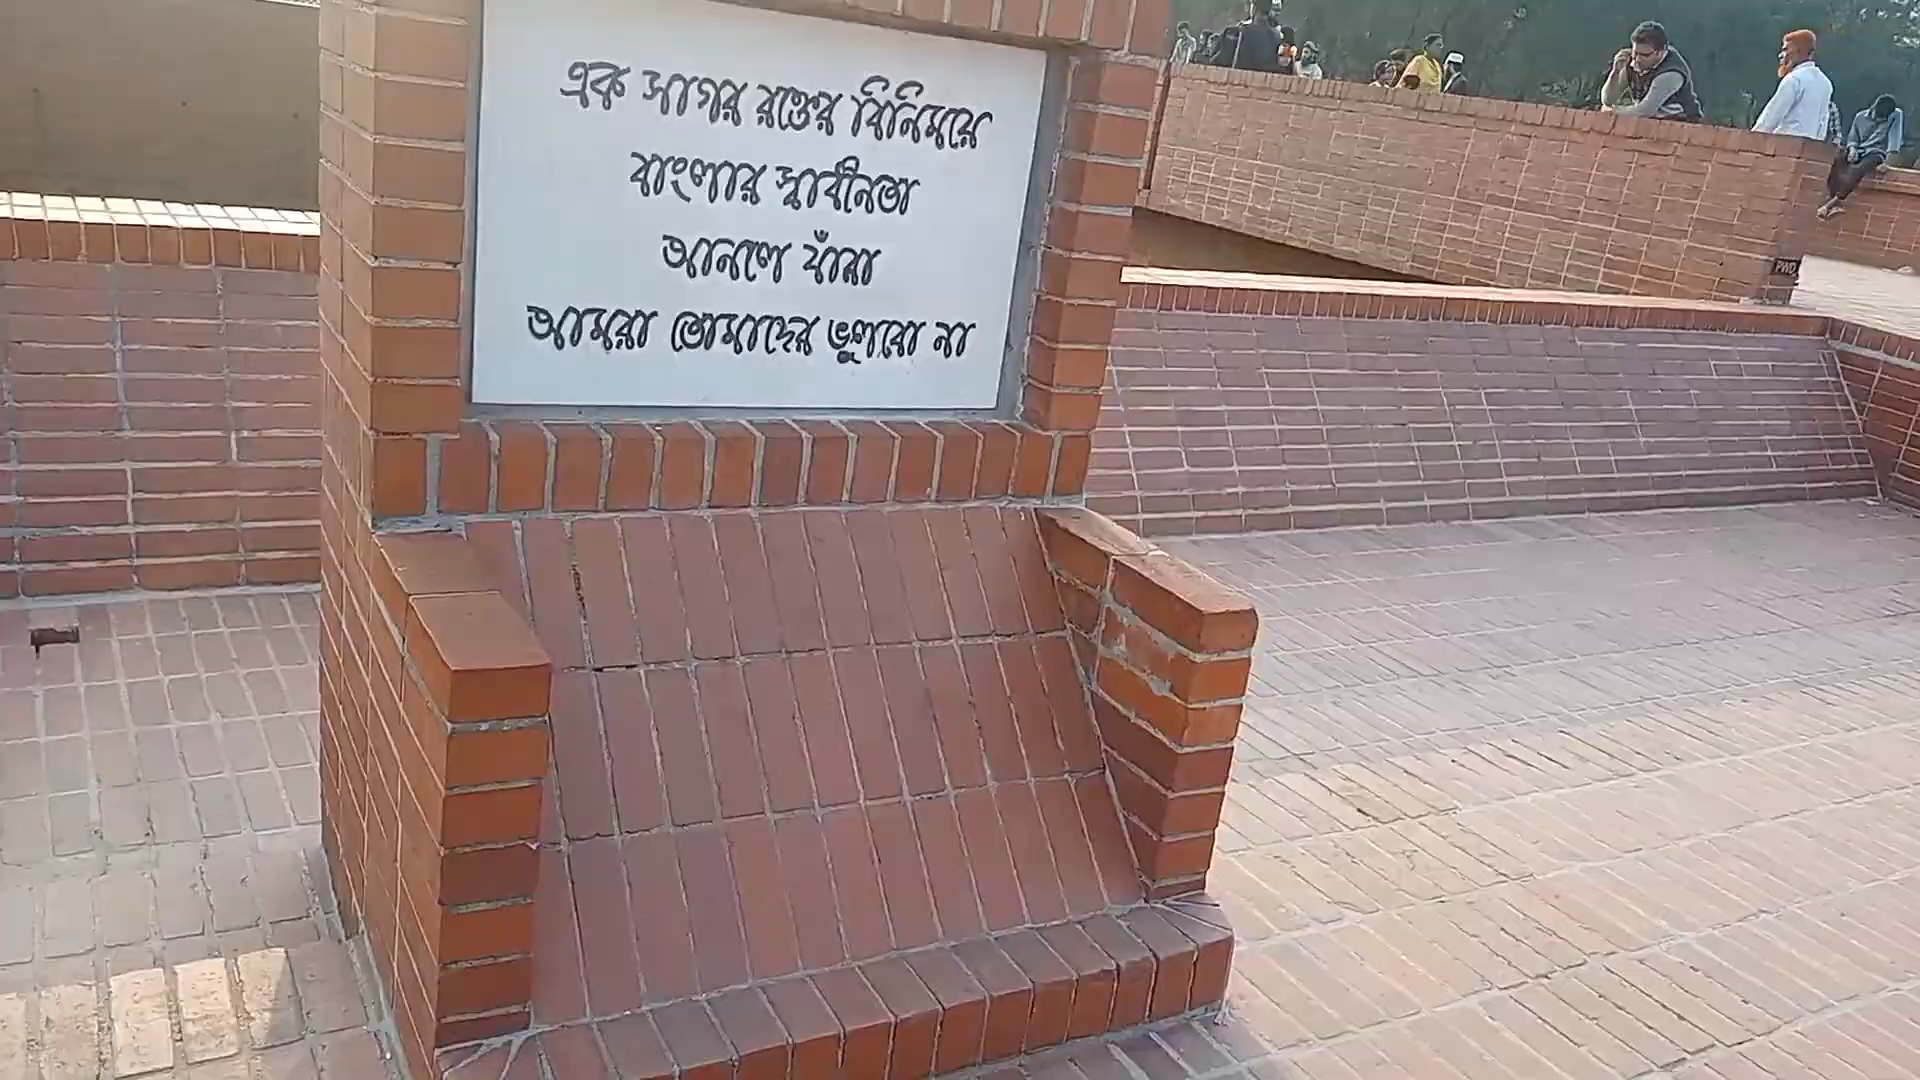 এক সাগর রক্তের বিনিময়ে
বাংলার স্বাধীনতা
আনলে যাঁরা
আমরা তোমাদের ভুলবো না
PWD